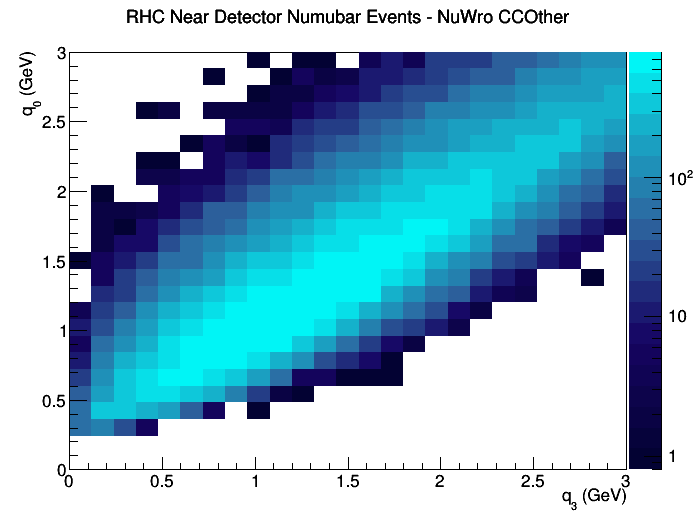 RHC Near Detector Numubar Events - NuWro CCOther
q0 (GeV)
3
2.5
2
1.5
1
0.5
0
0 0.5 1 1.5 2 2.5 3
q3 (GeV)
10²
10
1